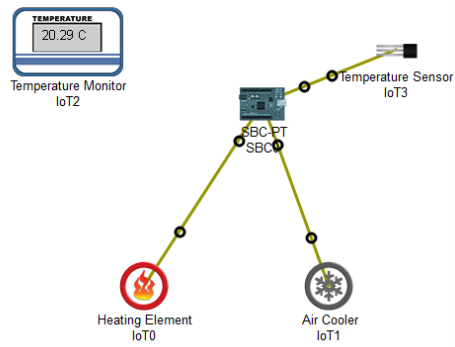 TEMPERATURE
20.29 C
Temperature Monitor
IoT2
Temperature Sensor
IoT3
SBC-PT
SBC0
Heating Element
IoT0
Air Cooler
IoT1